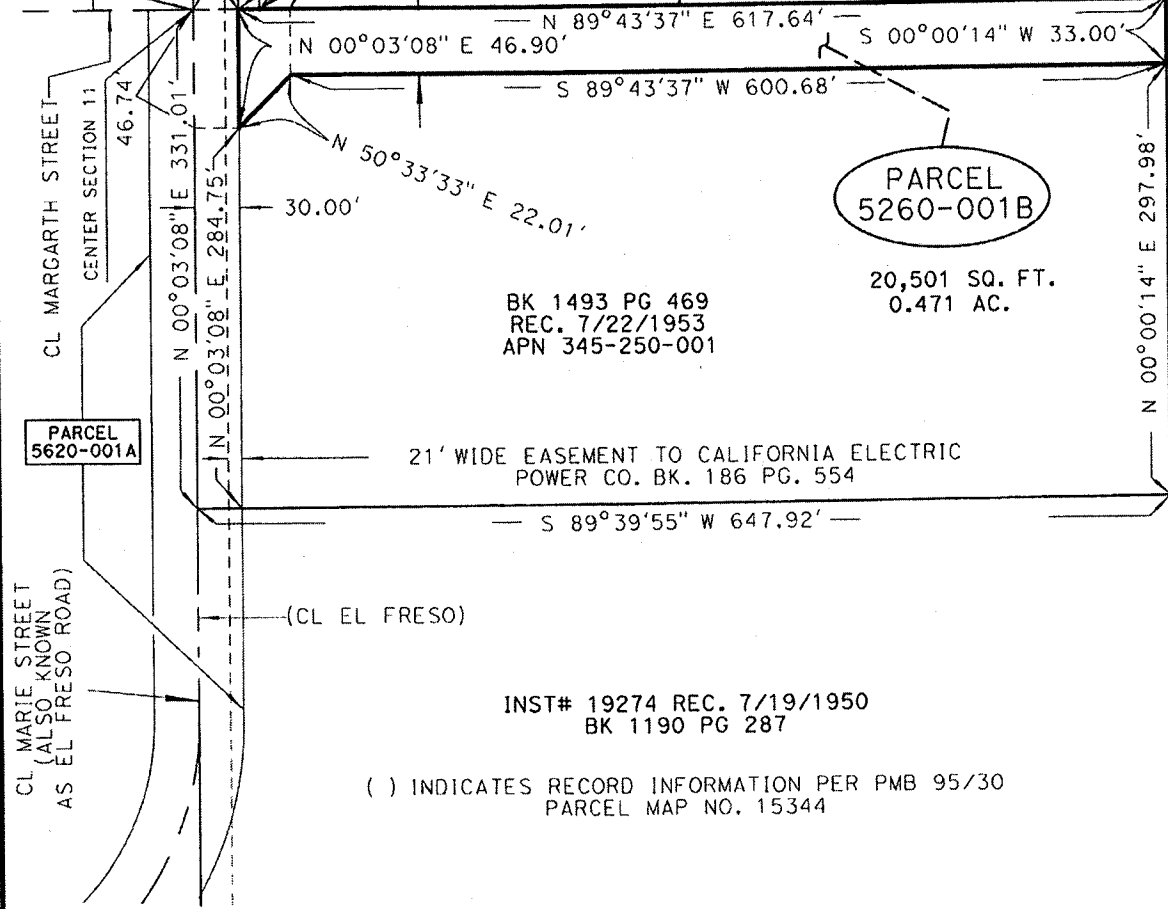 N 89°43'37" E 617.64'
N 00°03'08" E 46.90'
S 00°00'14" W 33.00'
S 89°43'37" W 600.68'
CL MARGARTH STREET
CENTER SECTION 11
46.74'
N 00°03'08" E 331.01'
N 00°03'08" E 284.75'
30.00'
N 50°33'33" E 22.01'
PARCEL
5260-001B
20,501 SQ. FT.
0.471 AC.
N 00°00'14" E 297.98'
BK 1493 PG 469
REC. 7/22/1953
APN 345-250-001
PARCEL
5620-001A
21' WIDE EASEMENT TO CALIFORNIA ELECTRIC
POWER CO. BK. 186 PG. 554
S 89°39'55" W 647.92'
CL MARIE STREET
(ALSO KNOWN
AS EL FRESO ROAD)
(CL EL FRESO)
INST# 19274 REC. 7/19/1950
BK 1190 PG 287
( ) INDICATES RECORD INFORMATION PER PMB 95/30
PARCEL MAP NO. 15344